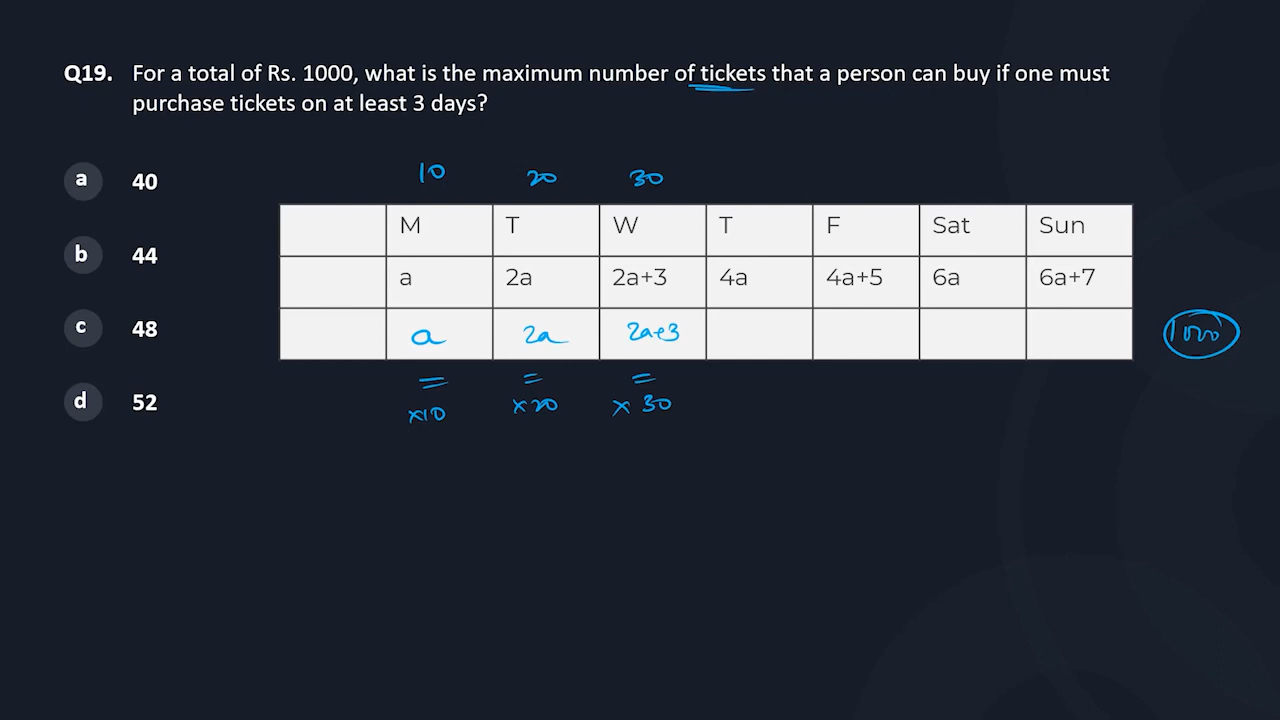 Q19. For a total of Rs. 1000, what is the maximum number of tickets that a person can buy if one must
purchase tickets on at least 3 days?
a 40
b 44
c 48
d 52
10 20 30
M T W T F Sat Sun
a 2a 2a+3 4a 4a+5 6a 6a+7
a 2a 2a+3 1000
= = =
×10 ×20 × 30